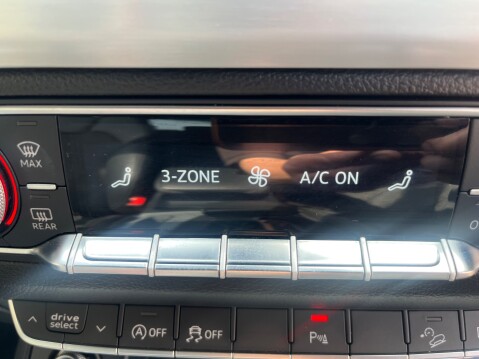 MAX
3-ZONE
A/C ON
REAR
drive
select
A OFF
OFF
P